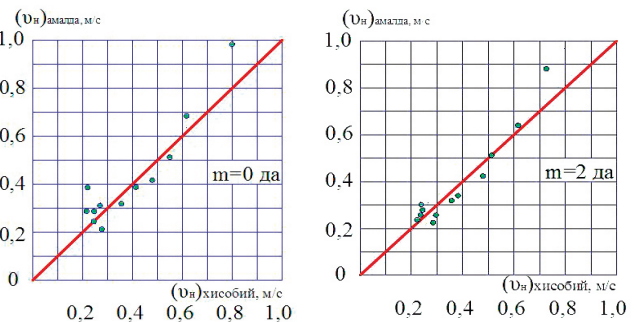 (υн)амалда, м/с
1,0
0,8
0,6
0,4
0,2
0
m=0 да
(υн)хисобий, м/с
0,2 0,4 0,6 0,8 1,0
(υн)амалда, м·с
1,0
0,8
0,6
0,4
0,2
0
m=2 да
(υн)хисобий, м/с
0,2 0,4 0,6 0,8 1,0